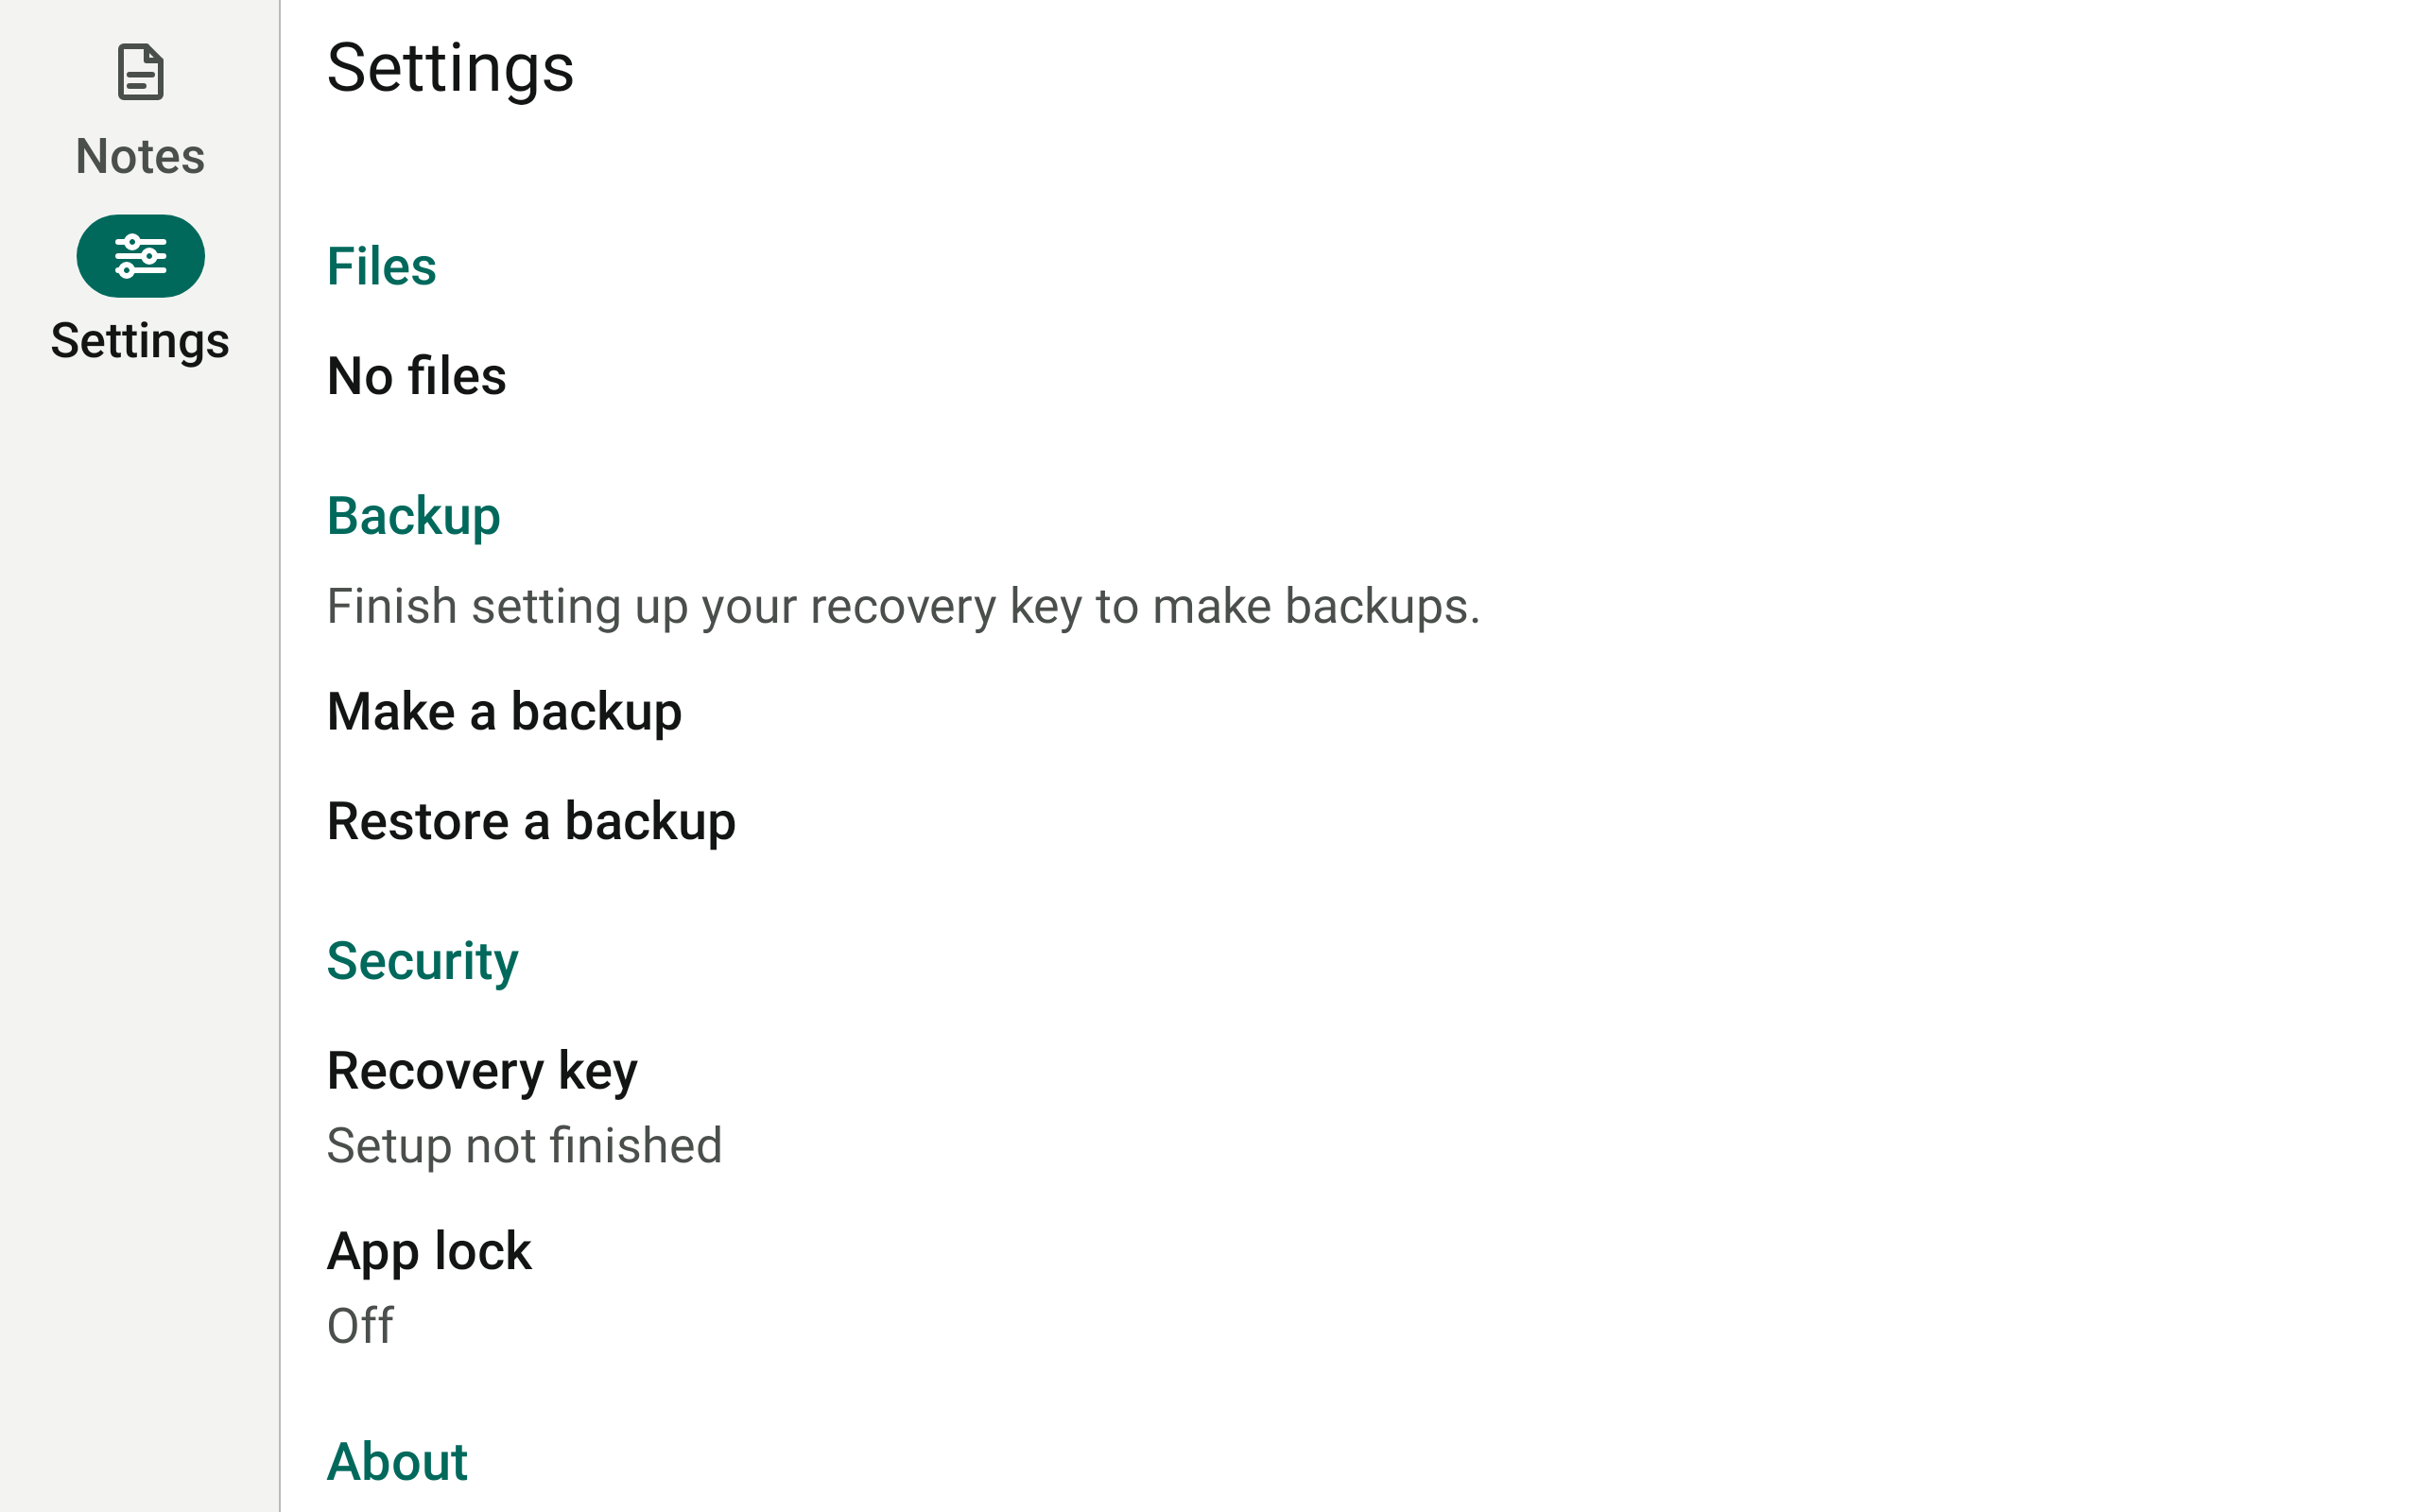 Notes
Settings
Settings
Files
No files
Backup
Finish setting up your recovery key to make backups.
Make a backup
Restore a backup
Security
Recovery key
Setup not finished
App lock
Off
About